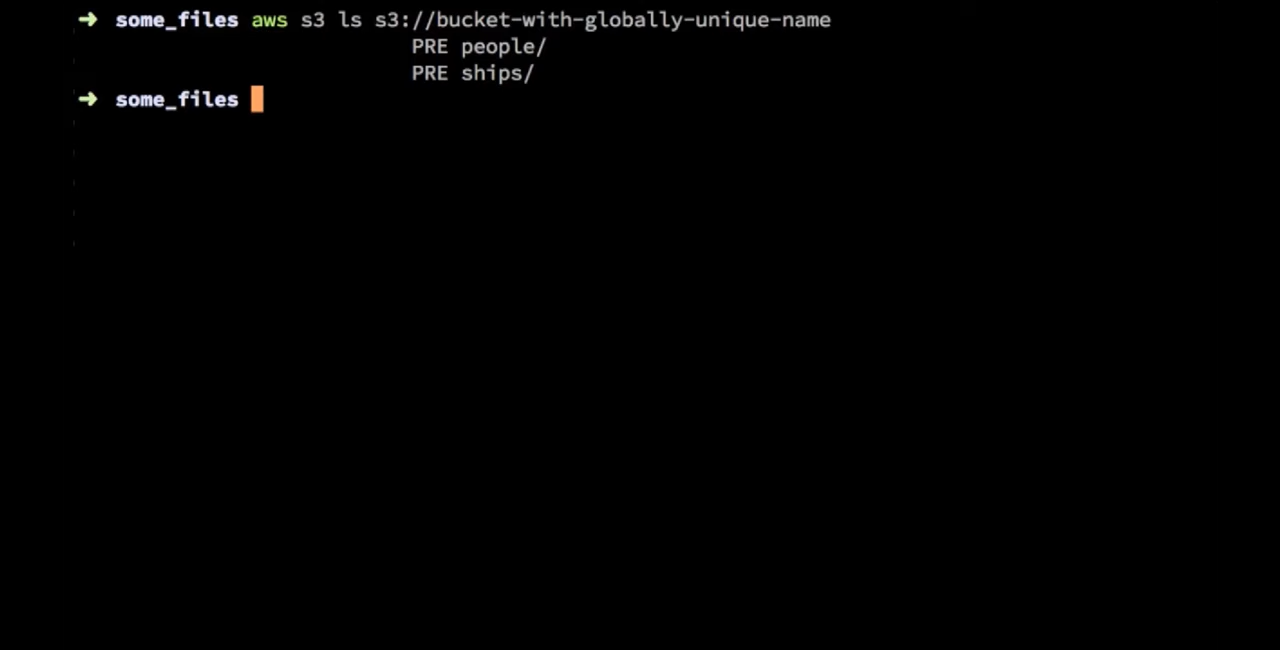 ➜ some_files aws s3 ls s3://bucket-with-globally-unique-name
PRE people/
PRE ships/
➜ some_files